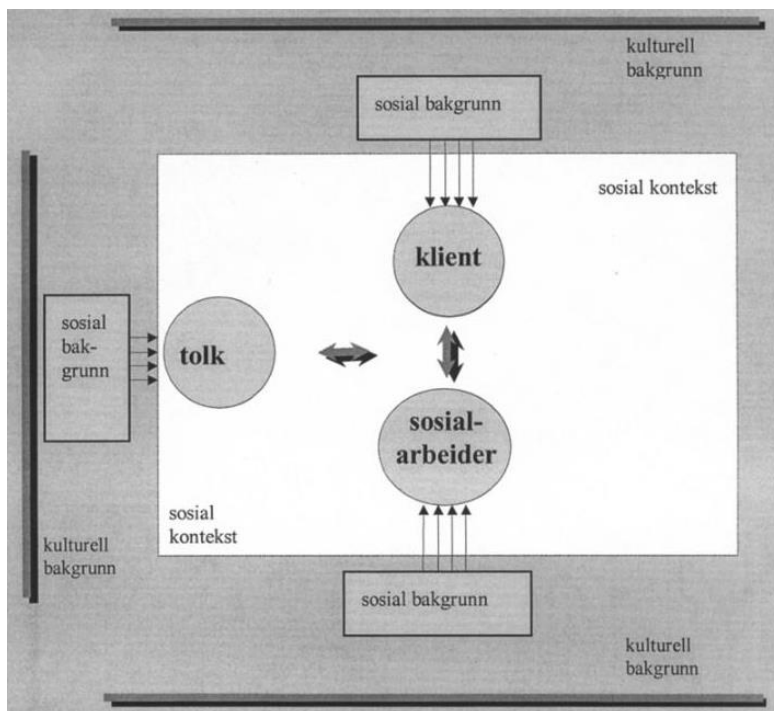 kulturell
bakgrunn
sosial bakgrunn
sosial kontekst
klient
sosial
bak-
grunn
tolk
sosial-
arbeider
sosial
kontekst
kulturell
bakgrunn
sosial bakgrunn
kulturell
bakgrunn